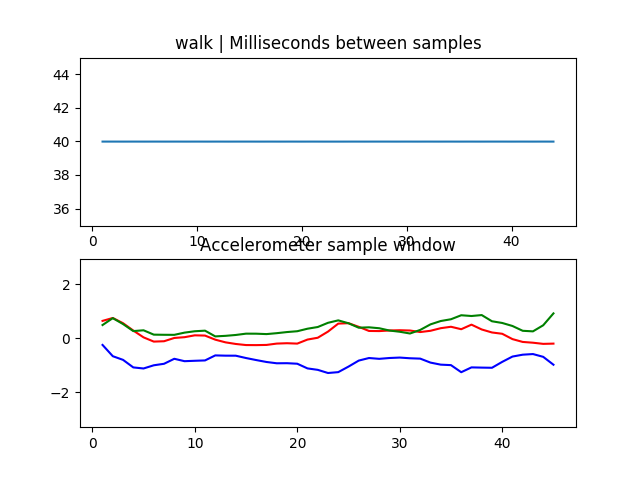 walk | Milliseconds between samples
44
42
40
38
36
0 10 20 30 40
Accelerometer sample window
2
0
−2
0 10 20 30 40